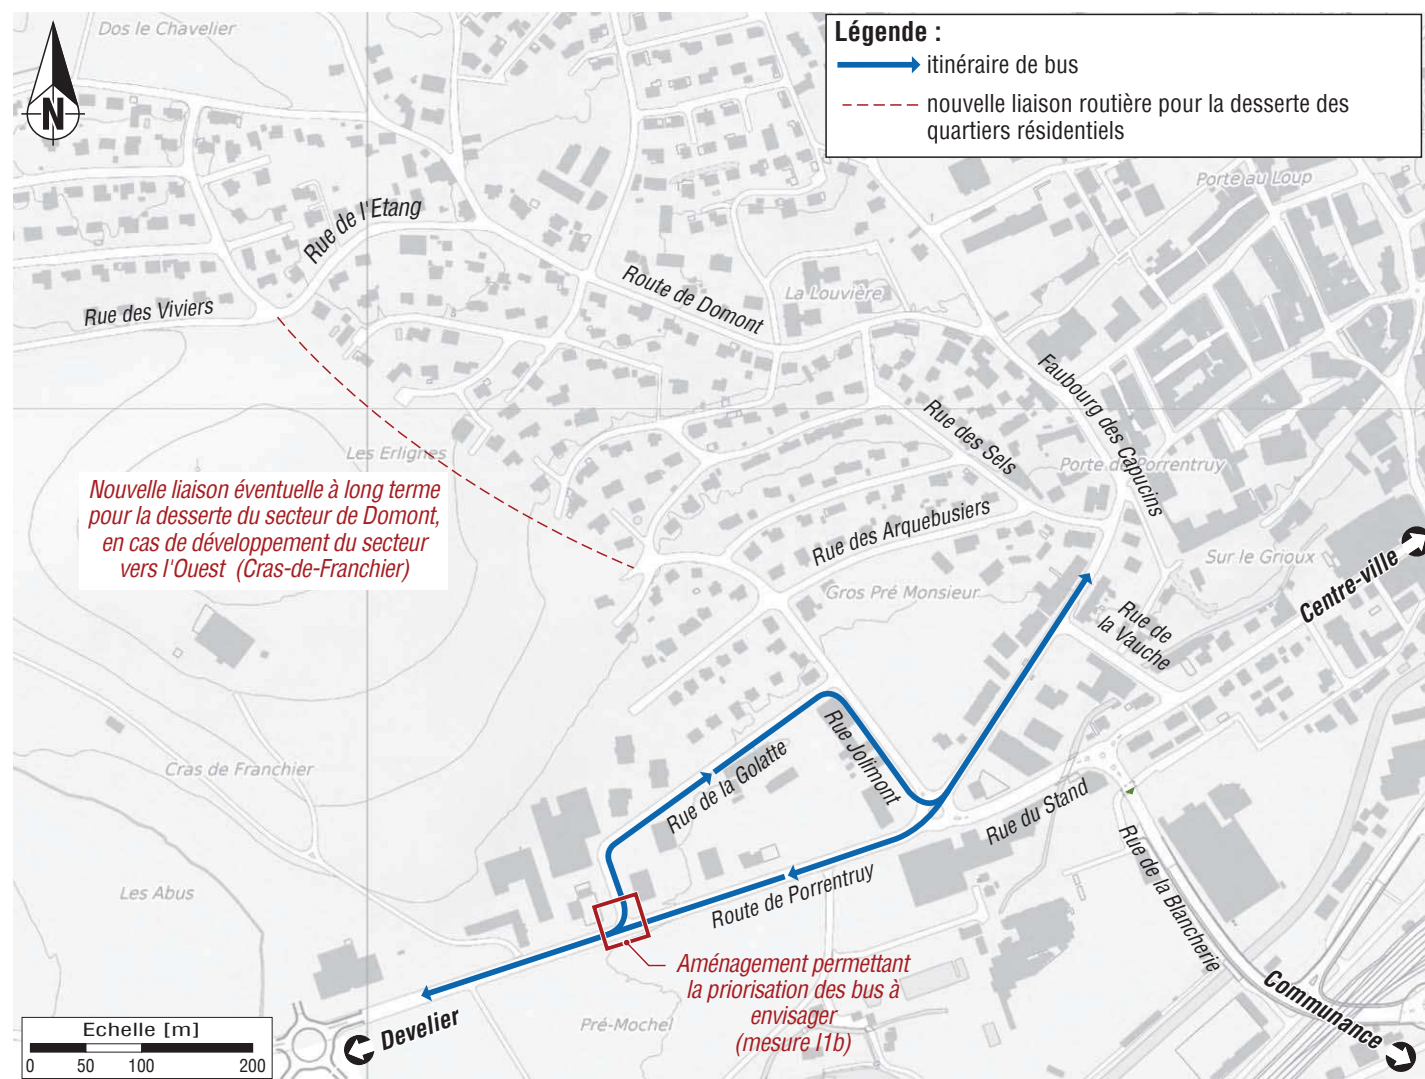 Dos le Chavelier
N
Légende :
itinéraire de bus
nouvelle liaison routière pour la desserte des
quartiers résidentiels
Porte au Loup
Rue de l'Etang
Route de Domont
La Louvière
Rue des Viviers
Faubourg des Capucins
Rue des Sels
Les Erlignes
Porte de Porrentruy
Nouvelle liaison éventuelle à long terme
pour la desserte du secteur de Domont,
en cas de développement du secteur
vers l'Ouest (Cras-de-Franchier)
Rue des Arquebusiers
Sur le Grioux
Centre-ville
Gros Pré Monsieur
Rue de
la Vauche
Rue Jolimont
Rue de la Golatte
Cras de Franchier
Rue du Stand
Rue de la Blancherie
Les Abus
Route de Porrentruy
Aménagement permettant
la priorisation des bus à
envisager
(mesure I1b)
Communance
Pré-Mochel
Develier
Echelle [m]
0 50 100 200